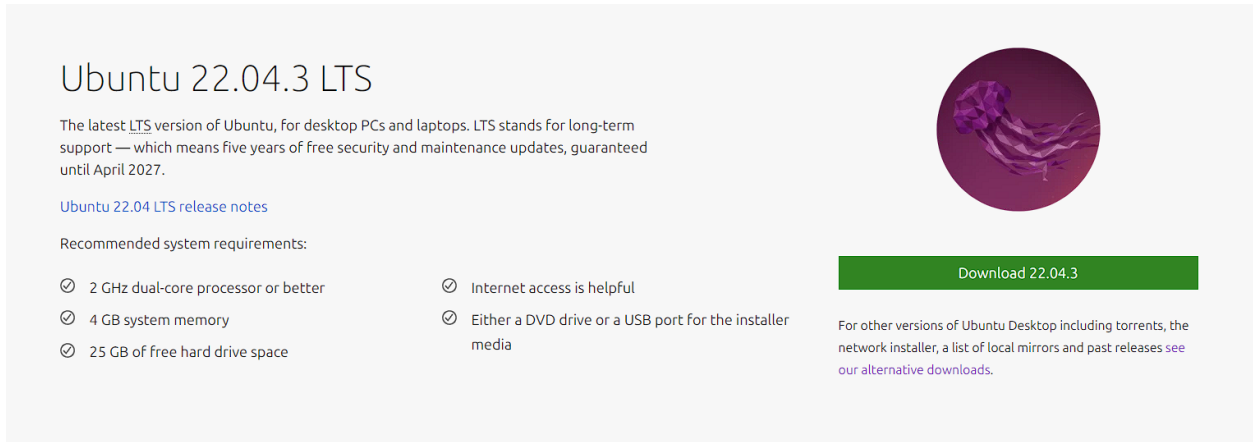 Ubuntu 22.04.3 LTS
The latest LTS version of Ubuntu, for desktop PCs and laptops. LTS stands for long-term
support — which means five years of free security and maintenance updates, guaranteed
until April 2027.
Ubuntu 22.04 LTS release notes
Recommended system requirements:
2 GHz dual-core processor or better
4 GB system memory
25 GB of free hard drive space
Internet access is helpful
Either a DVD drive or a USB port for the installer
media
Download 22.04.3
For other versions of Ubuntu Desktop including torrents, the
network installer, a list of local mirrors and past releases see
our alternative downloads.